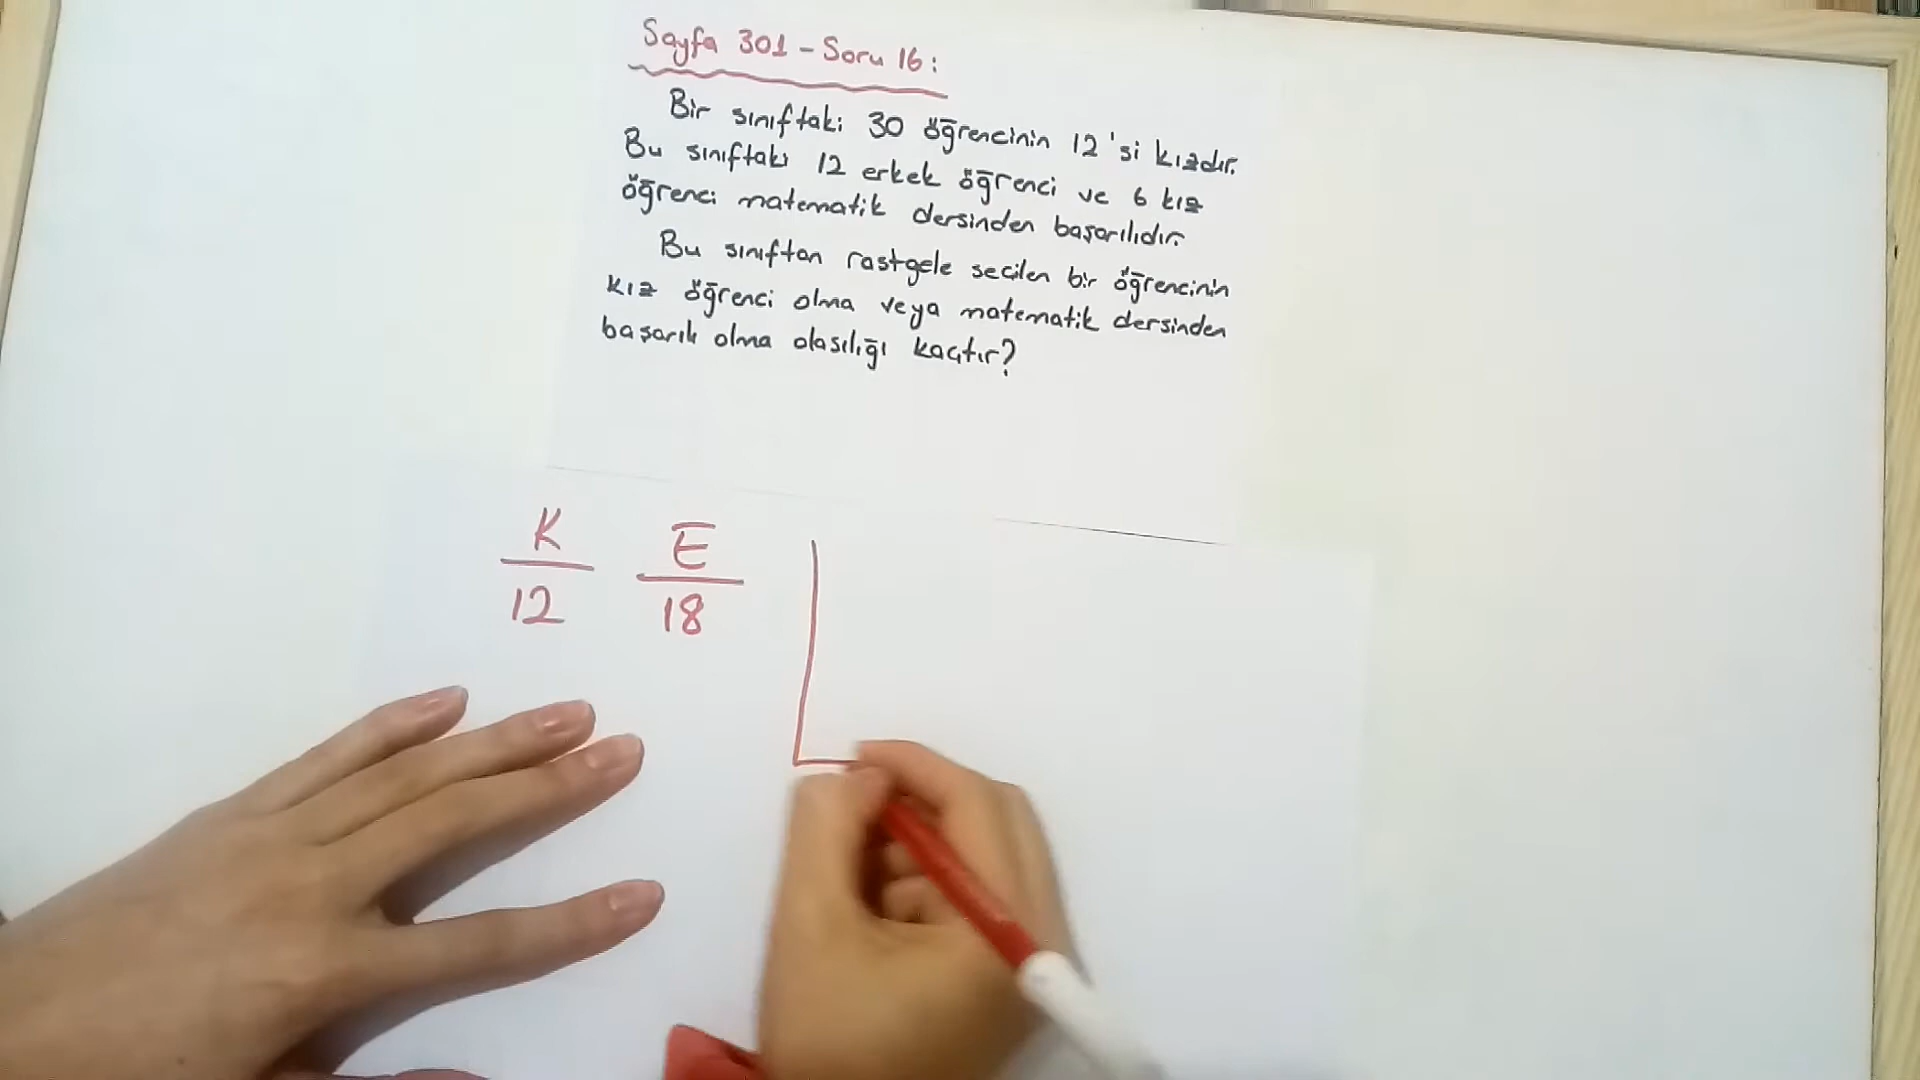 Sayfa 301 - Soru 16:
Bir sınıftaki 30 öğrencinin 12'si kızdır.
Bu sınıftaki 12 erkek öğrenci ve 6 kız
öğrenci matematik dersinden başarılıdır.
Bu sınıftan rastgele seçilen bir öğrencinin
kız öğrenci olma veya matematik dersinden
başarılı olma olasılığı kaçtır?
K E
12 18